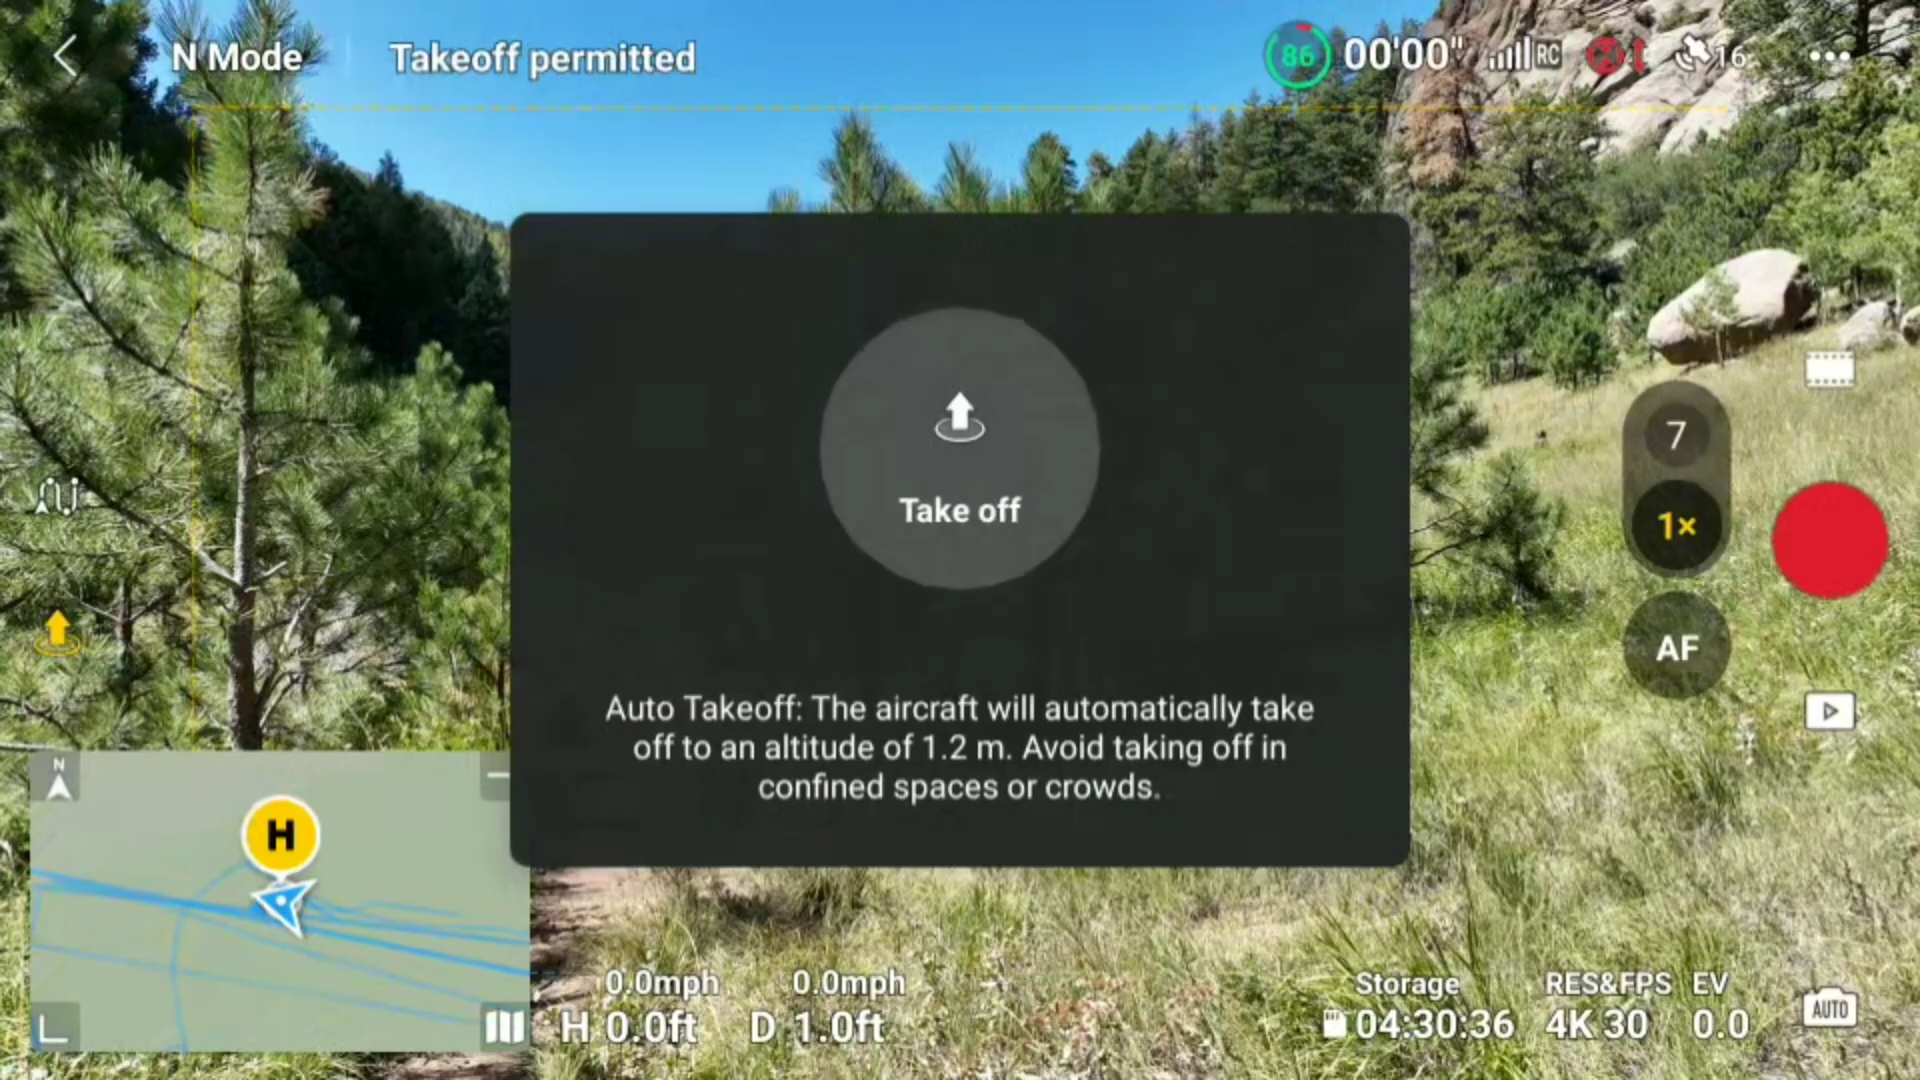 N Mode
Takeoff permitted
86
00'00"
RC
16
Take off
Auto Takeoff: The aircraft will automatically take
off to an altitude of 1.2 m. Avoid taking off in
confined spaces or crowds.
7
1×
AF
N
H
0.0mph 0.0mph
H 0.0ft D 1.0ft
Storage RES&FPS EV
04:30:36 4K 30 0.0
AUTO